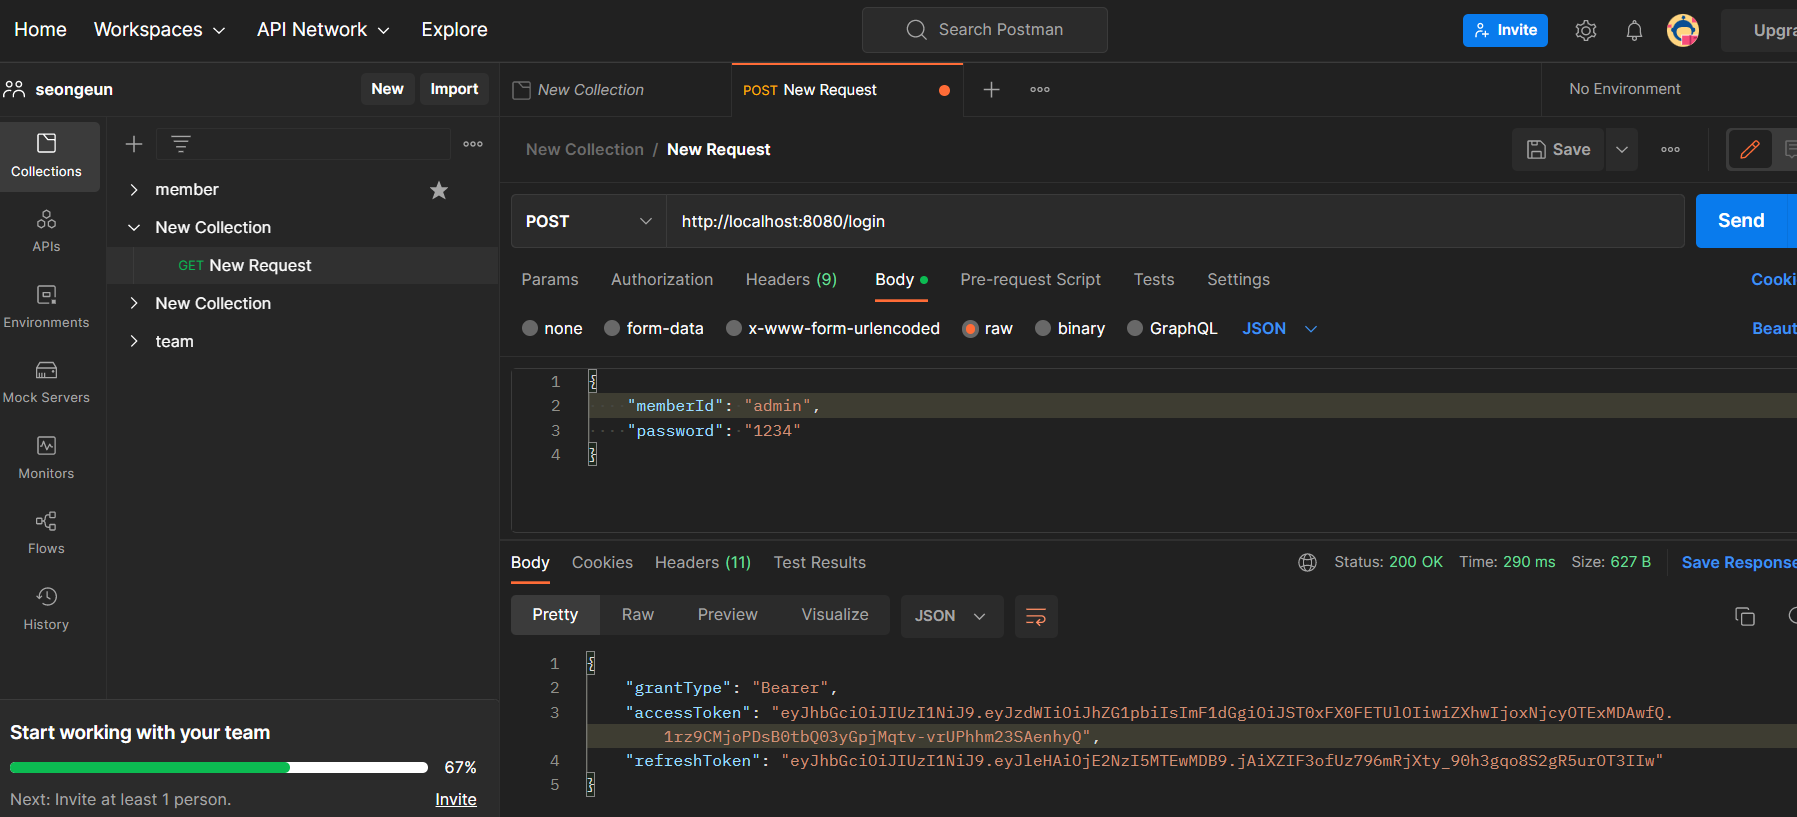 Home Workspaces API Network Explore Search Postman Invite Upgra
seongeun New Import New Collection POST New Request No Environment
Collections
APIs
Environments
Mock Servers
Monitors
Flows
History
member
New Collection
GET New Request
New Collection
team
Start working with your team
67%
Next: Invite at least 1 person. Invite
New Collection / New Request Save
POST http://localhost:8080/login Send
Params Authorization Headers (9) Body Pre-request Script Tests Settings Cooki
none form-data x-www-form-urlencoded raw binary GraphQL JSON Beaut
1 {
2 "memberId": "admin",
3 "password": "1234"
4 }
Body Cookies Headers (11) Test Results Status: 200 OK Time: 290 ms Size: 627 B Save Response
Pretty Raw Preview Visualize JSON
1 {
2 "grantType": "Bearer",
3 "accessToken": "eyJhbGciOiJIUzI1NiJ9.eyJzdWIiOiJhZG1pbiIsImF1dGgiOiJST0xFX0FETUlOIiwiZXhwIjoxNjcyOTExMDAwfQ.
1rz9CMjoPDsB0tbQ03yGpjMqtv-vrUPhhm23SAenhyQ",
4 "refreshToken": "eyJhbGciOiJIUzI1NiJ9.eyJleHAiOjE2NzI5MTEwMDB9.jAiXZIF3ofUz796mRjXty_90h3gqo8S2gR5urOT3IIw"
5 }